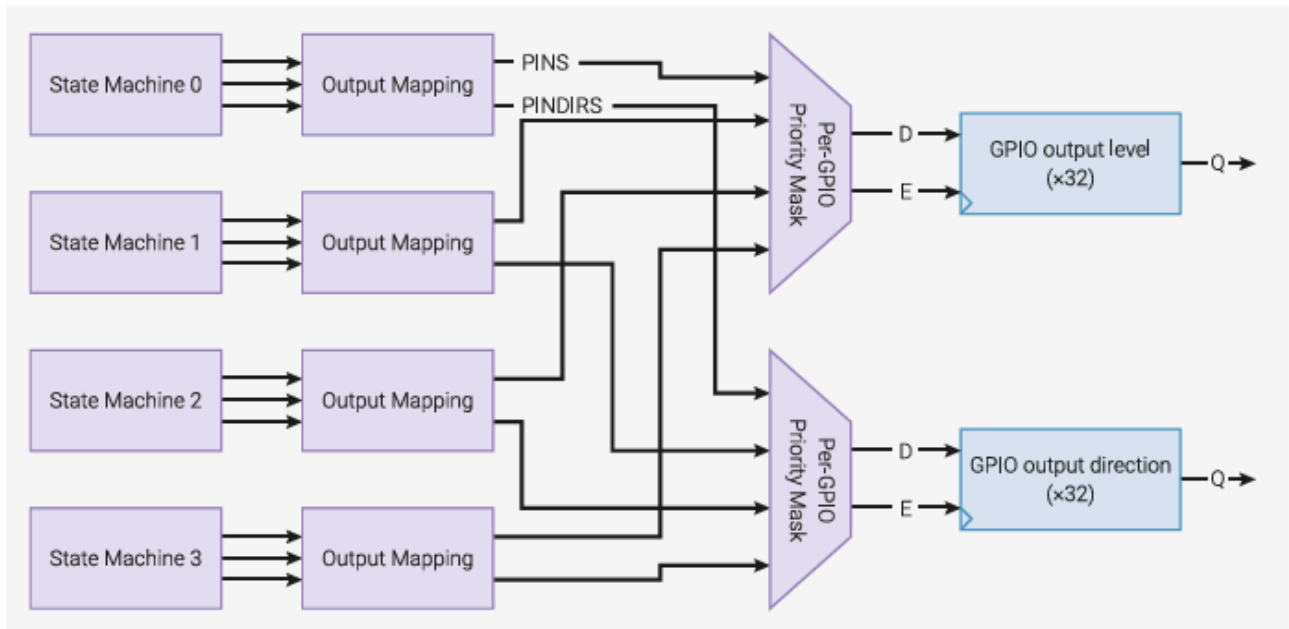 State Machine 0
Output Mapping
PINS
PINDIRS
Per-GPIO
Priority Mask
D
E
GPIO output level
(×32)
Q
State Machine 1
Output Mapping
State Machine 2
Output Mapping
Per-GPIO
Priority Mask
D
E
GPIO output direction
(×32)
Q
State Machine 3
Output Mapping